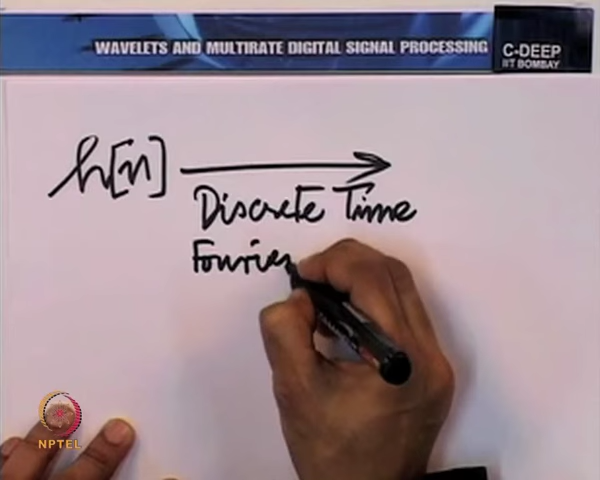 WAVELETS AND MULTIRATE DIGITAL SIGNAL PROCESSING
C-DEEP
IIT BOMBAY
h[n]
Discrete Time
Fourier
NPTEL